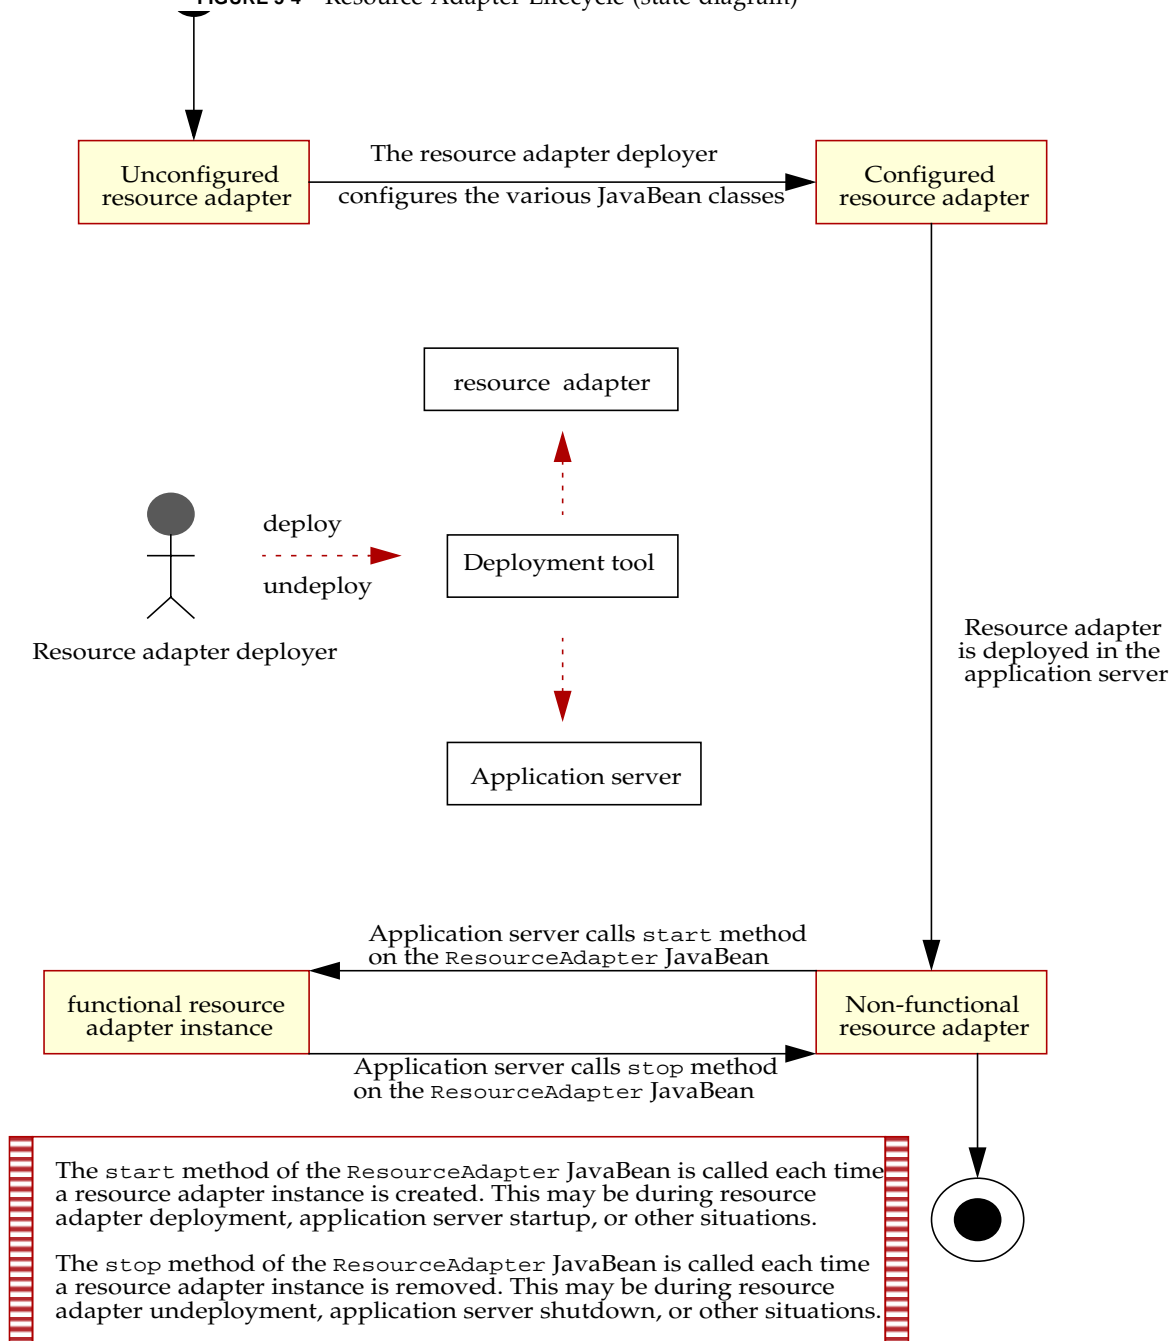 Resource Adapter Lifecycle (state diagram)
The resource adapter deployer
configures the various JavaBean classes
Unconfigured
resource adapter
Configured
resource adapter
resource adapter
deploy
undeploy
Deployment tool
Resource adapter deployer
Resource adapter
is deployed in the
application server
Application server
Application server calls start method
on the ResourceAdapter JavaBean
functional resource
adapter instance
Non-functional
resource adapter
Application server calls stop method
on the ResourceAdapter JavaBean
The start method of the ResourceAdapter JavaBean is called each time
a resource adapter instance is created. This may be during resource
adapter deployment, application server startup, or other situations.
The stop method of the ResourceAdapter JavaBean is called each time
a resource adapter instance is removed. This may be during resource
adapter undeployment, application server shutdown, or other situations.